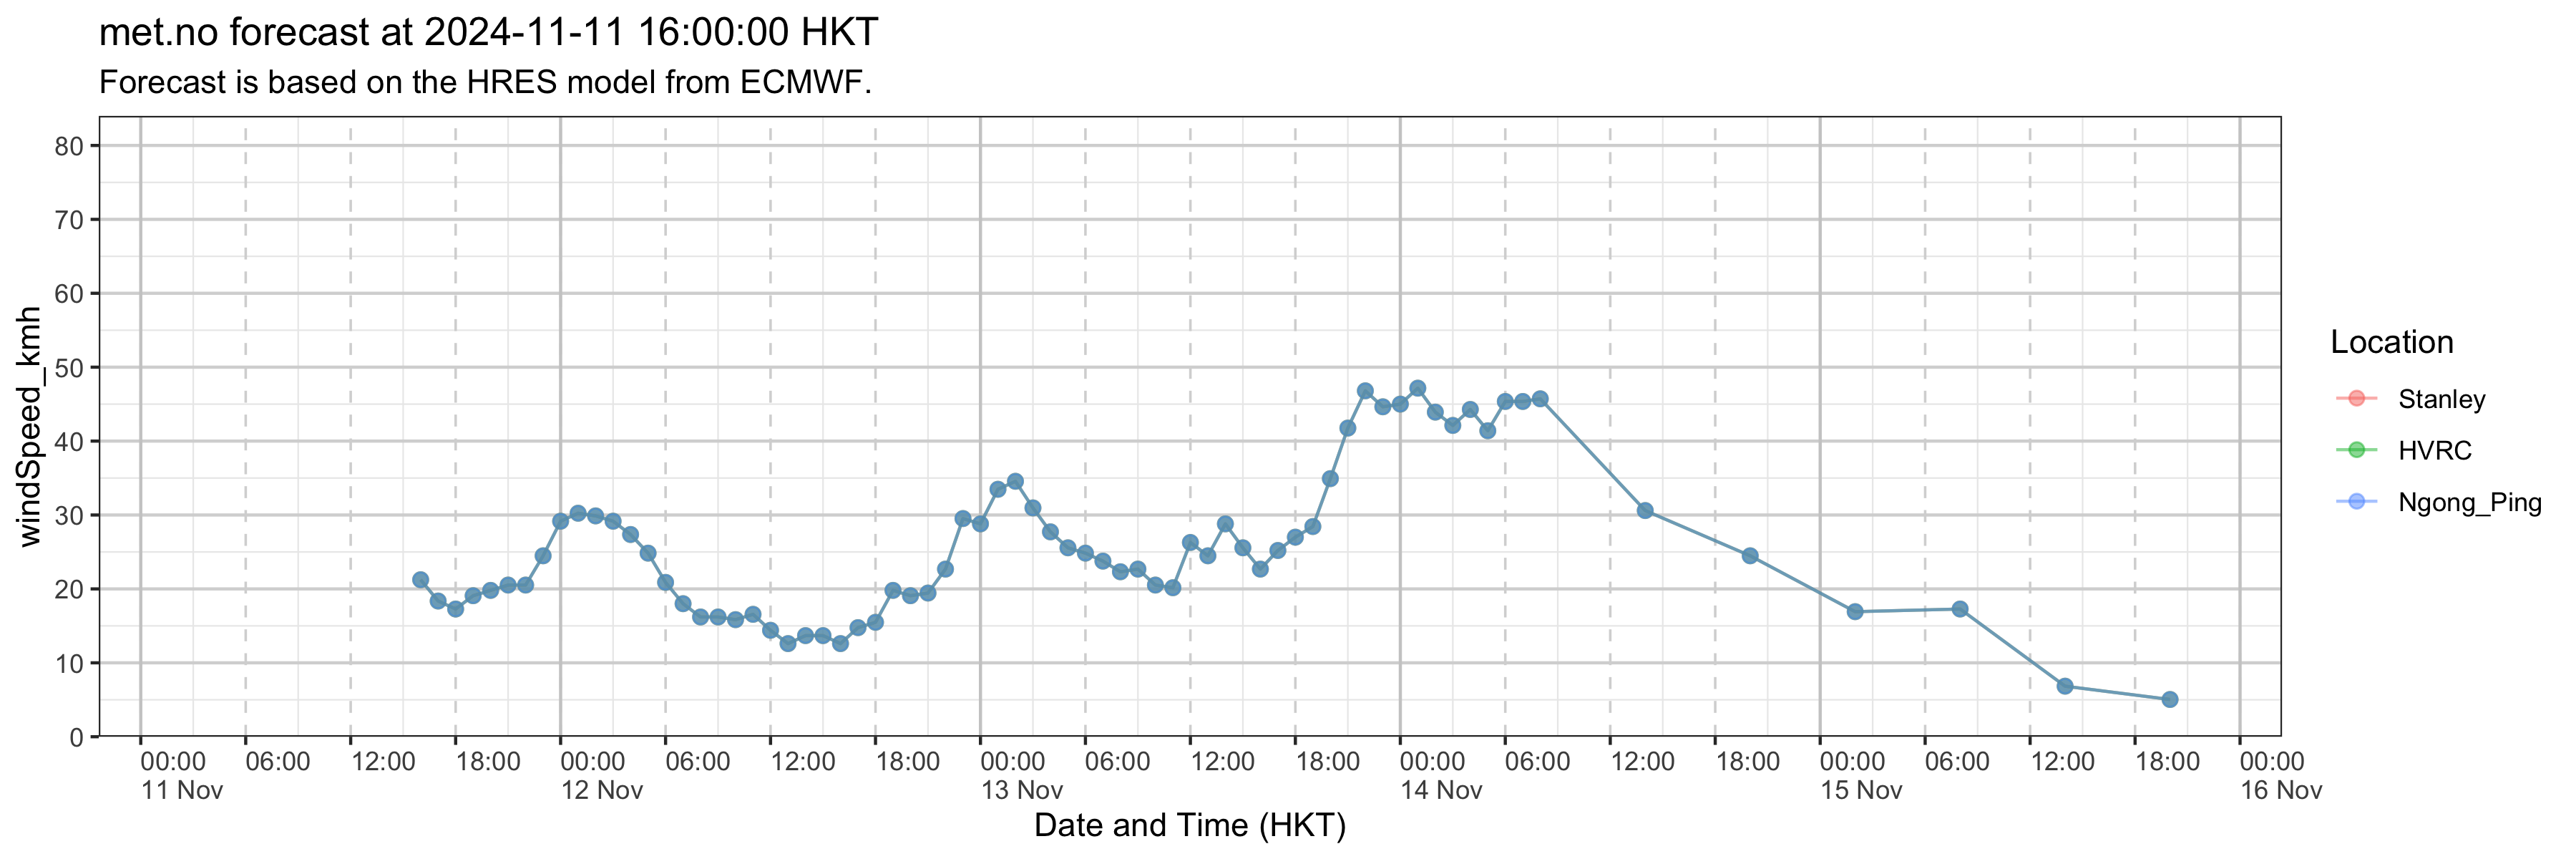 met.no forecast at 2024-11-11 16:00:00 HKT
Forecast is based on the HRES model from ECMWF.
windSpeed_kmh
80
70
60
50
40
30
20
10
0
00:00 06:00 12:00 18:00 00:00 06:00 12:00 18:00 00:00 06:00 12:00 18:00 00:00 06:00 12:00 18:00 00:00 06:00 12:00 18:00 00:00
11 Nov 12 Nov 13 Nov 14 Nov 15 Nov 16 Nov
Date and Time (HKT)
Location
Stanley
HVRC
Ngong_Ping